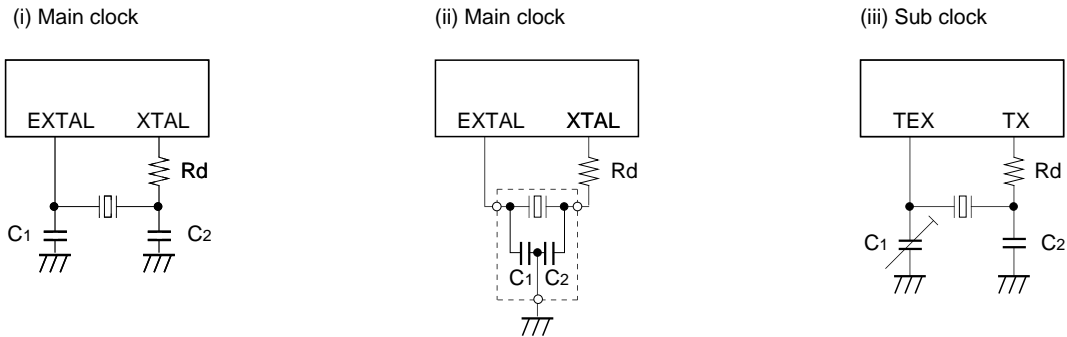 (i) Main clock
EXTAL XTAL
Rd
C1 C2
(ii) Main clock
EXTAL XTAL
Rd
C1 C2
(iii) Sub clock
TEX TX
Rd
C1 C2